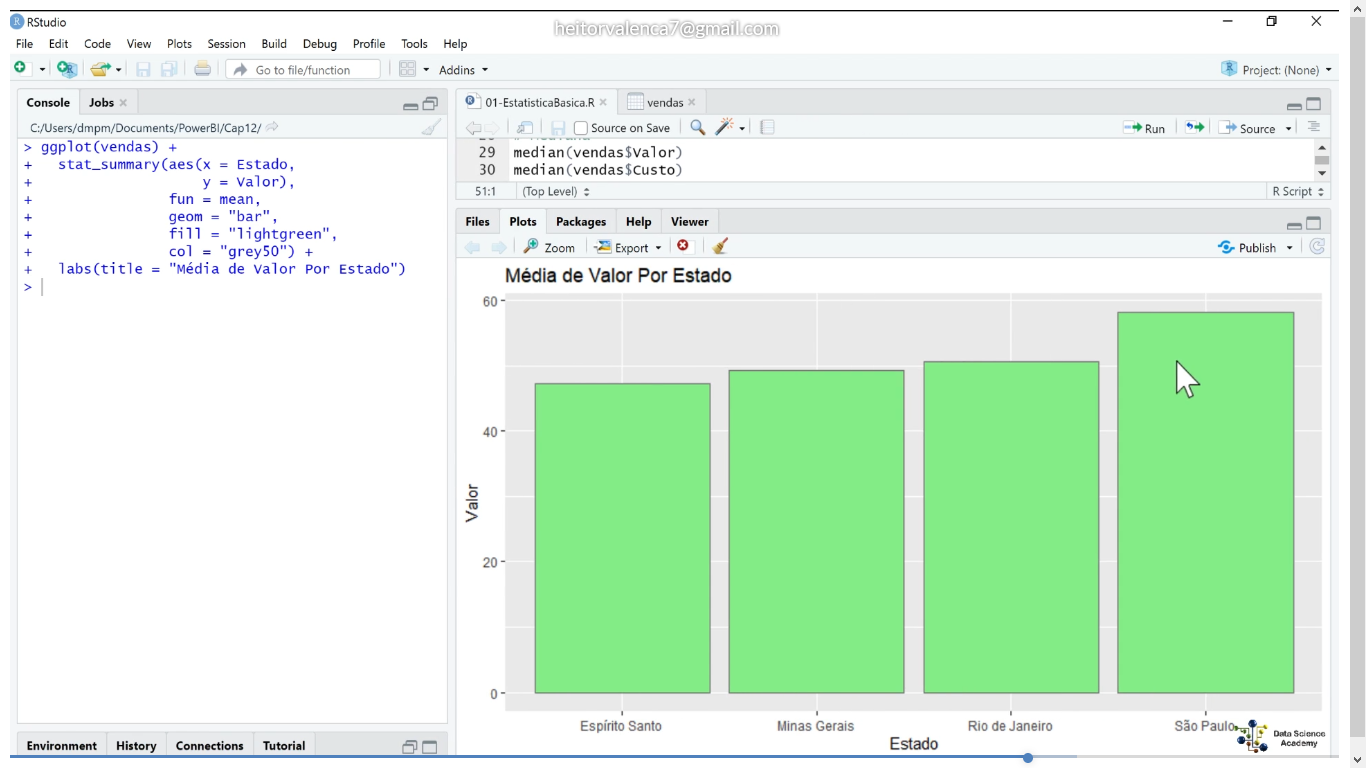 RStudio
heitorvalenca7@gmail.com
File Edit Code View Plots Session Build Debug Profile Tools Help
Go to file/function
Addins
Project: (None)
Console Jobs
C:/Users/dmpm/Documents/PowerBI/Cap12/
> ggplot(vendas) +
+ stat_summary(aes(x = Estado,
+ y = Valor),
+ fun = mean,
+ geom = "bar",
+ fill = "lightgreen",
+ col = "grey50") +
+ labs(title = "Média de Valor Por Estado")
>
Environment History Connections Tutorial
01-EstatisticaBasica.R vendas
Source on Save Run Source
29 median(vendas$Valor)
30 median(vendas$Custo)
51:1 (Top Level) R Script
Files Plots Packages Help Viewer
Zoom Export Publish
Média de Valor Por Estado
60
40
20
0
Valor
Espírito Santo Minas Gerais Rio de Janeiro São Paulo
Estado
Data Science
Academy